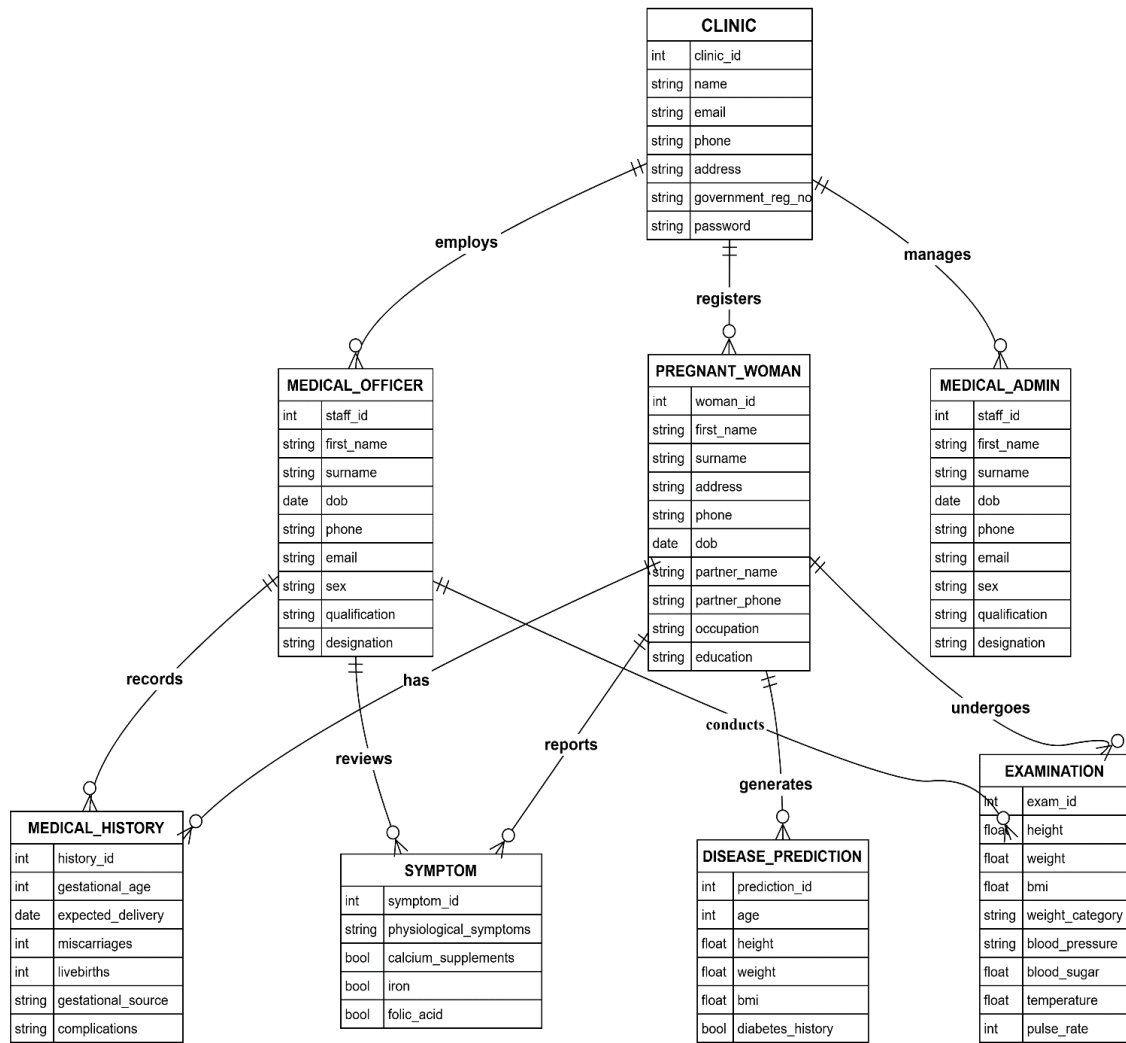 CLINIC
int clinic_id
string name
string email
string phone
string address
string government_reg_no
string password
employs
registers
manages
MEDICAL_OFFICER
int staff_id
string first_name
string surname
date dob
string phone
string email
string sex
string qualification
string designation
PREGNANT_WOMAN
int woman_id
string first_name
string surname
string address
string phone
date dob
string partner_name
string partner_phone
string occupation
string education
MEDICAL_ADMIN
int staff_id
string first_name
string surname
date dob
string phone
string email
string sex
string qualification
string designation
records
has
reviews
reports
conducts
generates
undergoes
MEDICAL_HISTORY
int history_id
int gestational_age
date expected_delivery
int miscarriages
int livebirths
string gestational_source
string complications
SYMPTOM
int symptom_id
string physiological_symptoms
bool calcium_supplements
bool iron
bool folic_acid
DISEASE_PREDICTION
int prediction_id
int age
float height
float weight
float bmi
bool diabetes_history
EXAMINATION
int exam_id
float height
float weight
float bmi
string weight_category
string blood_pressure
float blood_sugar
float temperature
int pulse_rate